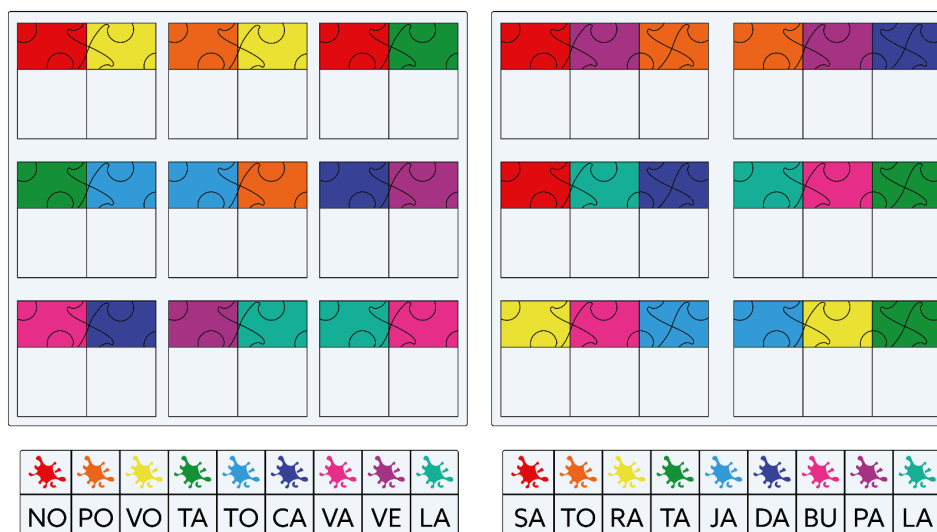 NO PO VO TA TO CA VA VE LA
SA TO RA TA JA DA BU PA LA